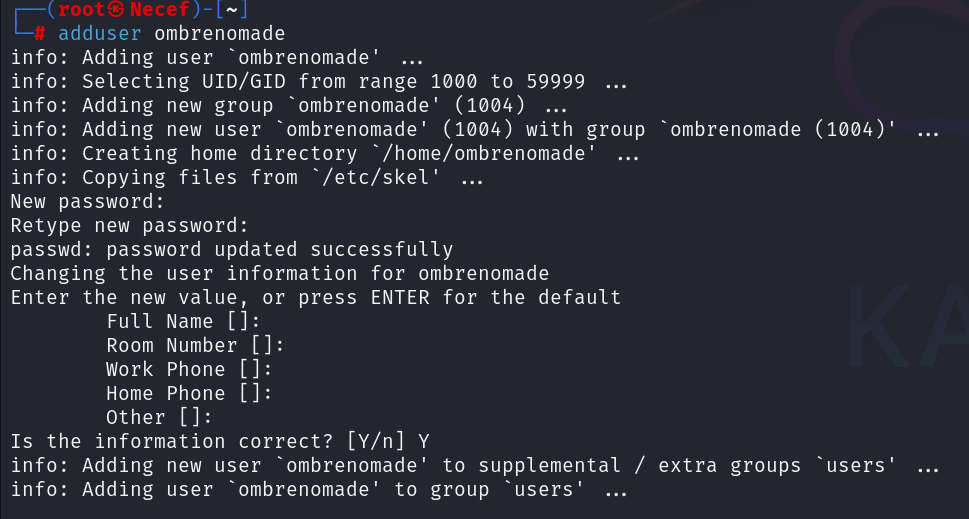 ┌──(root㉿Necef)-[~]
└─# adduser ombrenomade
info: Adding user `ombrenomade' ...
info: Selecting UID/GID from range 1000 to 59999 ...
info: Adding new group `ombrenomade' (1004) ...
info: Adding new user `ombrenomade' (1004) with group `ombrenomade (1004)' ...
info: Creating home directory `/home/ombrenomade' ...
info: Copying files from `/etc/skel' ...
New password:
Retype new password:
passwd: password updated successfully
Changing the user information for ombrenomade
Enter the new value, or press ENTER for the default
Full Name []:
Room Number []:
Work Phone []:
Home Phone []:
Other []:
Is the information correct? [Y/n] Y
info: Adding new user `ombrenomade' to supplemental / extra groups `users' ...
info: Adding user `ombrenomade' to group `users' ...
KA